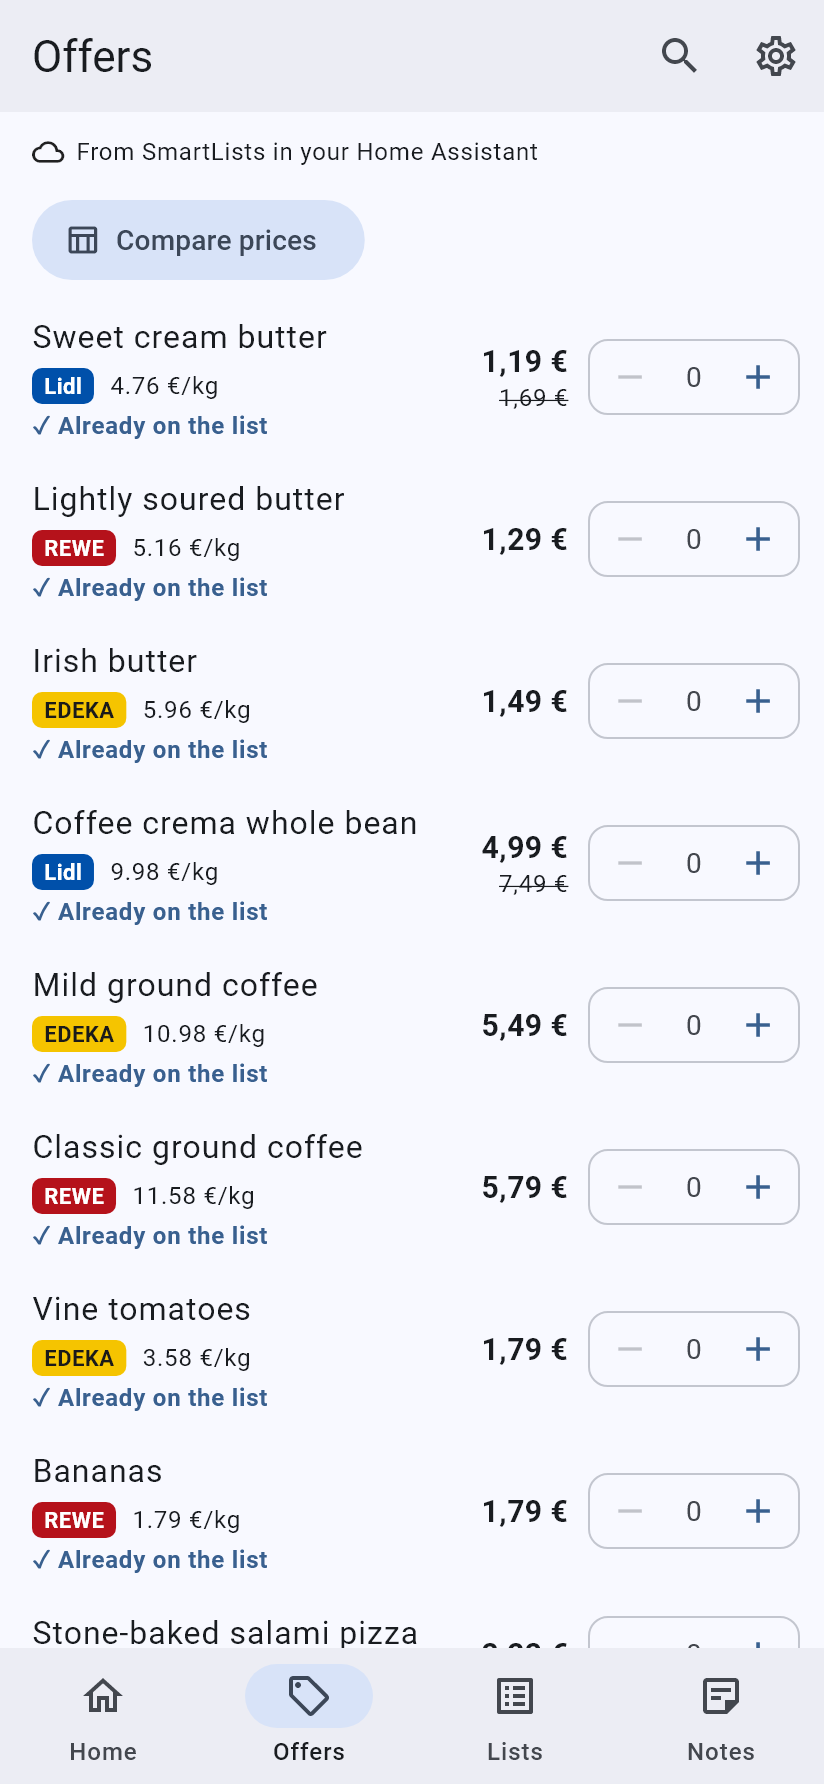 Offers
From SmartLists in your Home Assistant
Compare prices
Sweet cream butter
Lidl 4.76 €/kg
✓ Already on the list
1,19 €
1,69 €
0
Lightly soured butter
REWE 5.16 €/kg
✓ Already on the list
1,29 €
0
Irish butter
EDEKA 5.96 €/kg
✓ Already on the list
1,49 €
0
Coffee crema whole bean
Lidl 9.98 €/kg
✓ Already on the list
4,99 €
7,49 €
0
Mild ground coffee
EDEKA 10.98 €/kg
✓ Already on the list
5,49 €
0
Classic ground coffee
REWE 11.58 €/kg
✓ Already on the list
5,79 €
0
Vine tomatoes
EDEKA 3.58 €/kg
✓ Already on the list
1,79 €
0
Bananas
REWE 1.79 €/kg
✓ Already on the list
1,79 €
0
Stone-baked salami pizza
Home
Offers
Lists
Notes